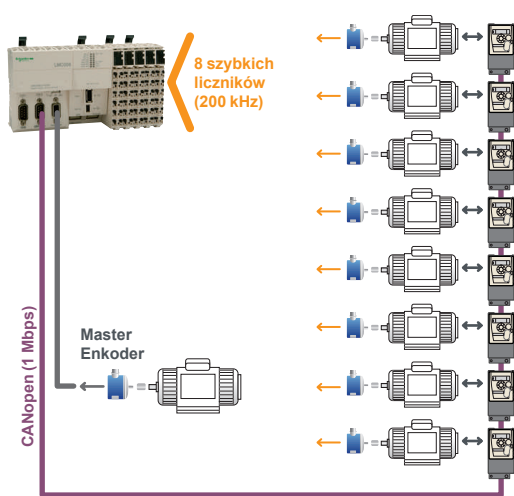 8 szybkich
liczników
(200 kHz)
Master
Enkoder
CANopen (1 Mbps)